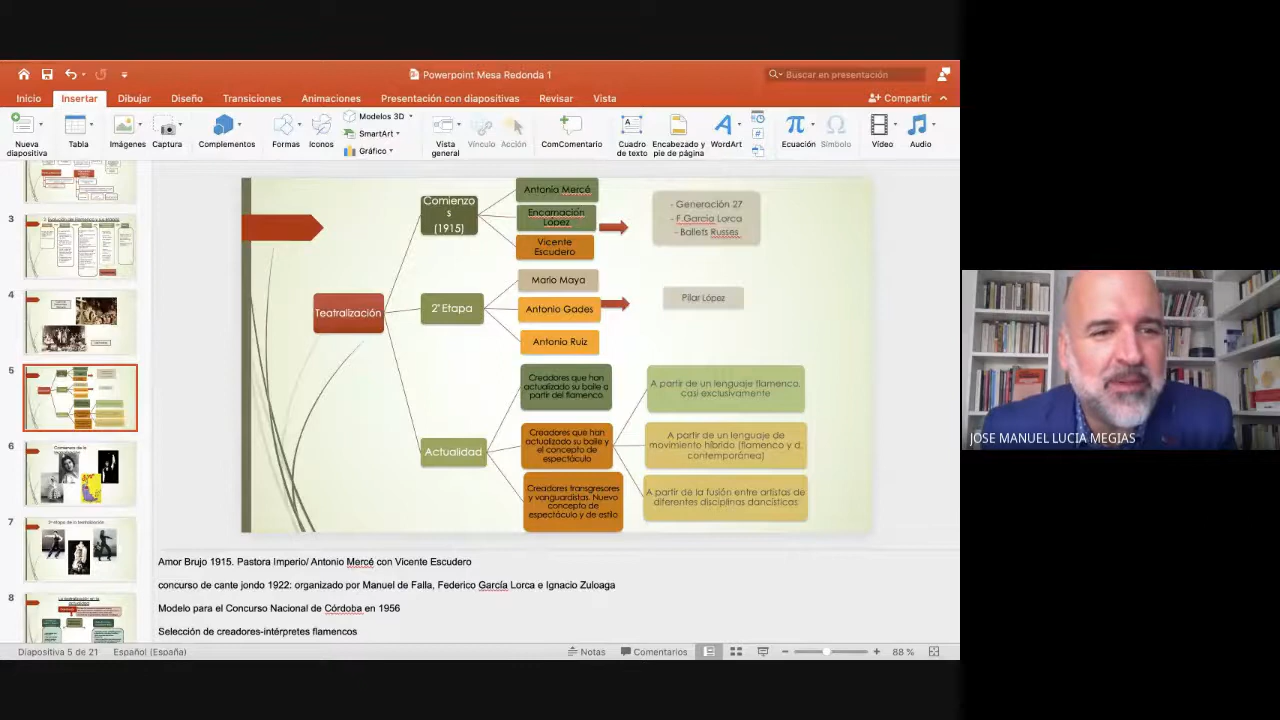 Powerpoint Mesa Redonda 1
Buscar en presentación
Inicio
Insertar
Dibujar
Diseño
Transiciones
Animaciones
Presentación con diapositivas
Revisar
Vista
Compartir
Nueva
diapositiva
Tabla
Imágenes
Captura
Complementos
Formas
Iconos
Modelos 3D
SmartArt
Gráfico
Vista
general
Vínculo
Acción
ComComentario
Cuadro
de texto
Encabezado y
pie de página
WordArt
Ecuación
Símbolo
Vídeo
Audio
3
4
5
6
7
8
Teatralización
Comienzo
s
(1915)
Antonio Mercé
Encarnación
López
Vicente
Escudero
- Generación 27
- F.García Lorca
- Ballets Russes
2ª Etapa
Mario Maya
Antonio Gades
Antonio Ruiz
Pilar López
Actualidad
Creadores que han
actualizado su baile a
partir del flamenco
Creadores que han
actualizado su baile y
el concepto de
espectáculo
Creadores transgresores
y vanguardistas. Nuevo
concepto de
espectáculo y de estilo
A partir de un lenguaje flamenco,
casi exclusivamente
A partir de un lenguaje de
movimiento híbrido (flamenco y d.
contemporánea)
A partir de la fusión entre artistas de
diferentes disciplinas dancísticas
Amor Brujo 1915. Pastora Imperio/ Antonio Mercé con Vicente Escudero
concurso de cante jondo 1922: organizado por Manuel de Falla, Federico García Lorca e Ignacio Zuloaga
Modelo para el Concurso Nacional de Córdoba en 1956
Selección de creadores-intérpretes flamencos
Diapositiva 5 de 21
Español (España)
Notas
Comentarios
88 %
JOSE MANUEL LUCIA MEGIAS